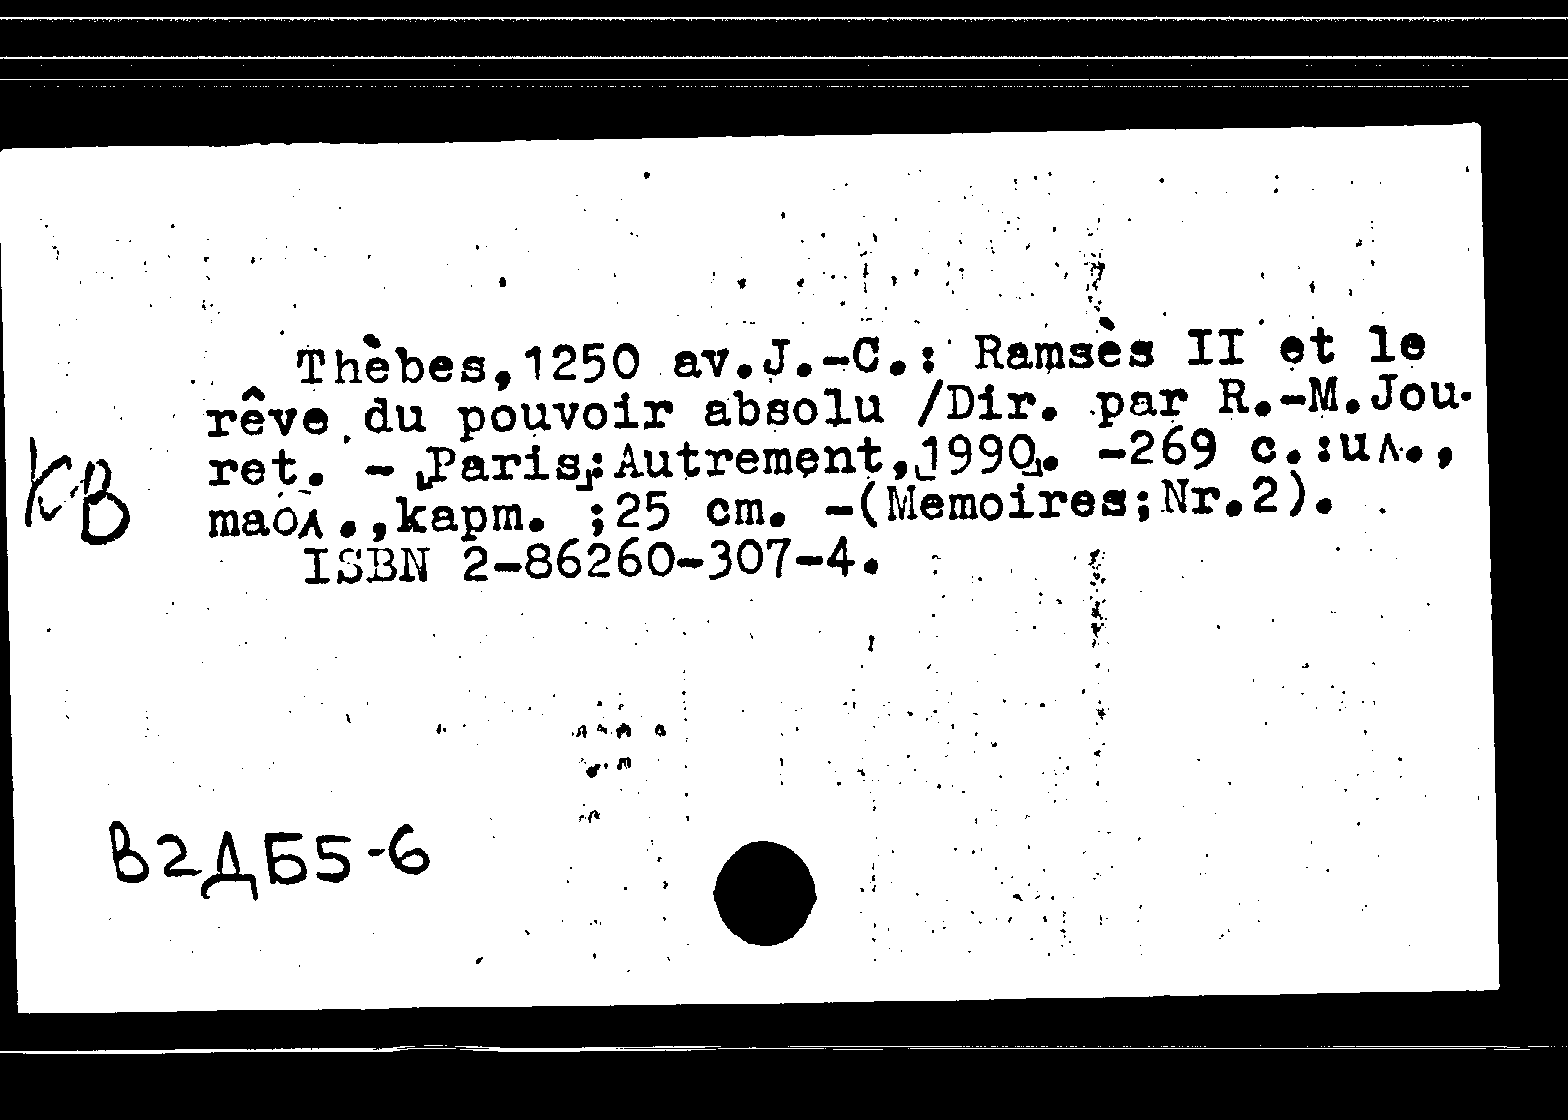 Thèbes,1250 av.J.-C.: Ramsès II et le
rêve du pouvoir absolu /Dir. par R.-M.Jou-
ret. - [Paris]:Autrement,[1990]. -269 с.:ил.,
табл.,карт. ;25 cm. -(Memoires;Nr.2).
ISBN 2-86260-307-4.
КВ
В2ДБ5-6